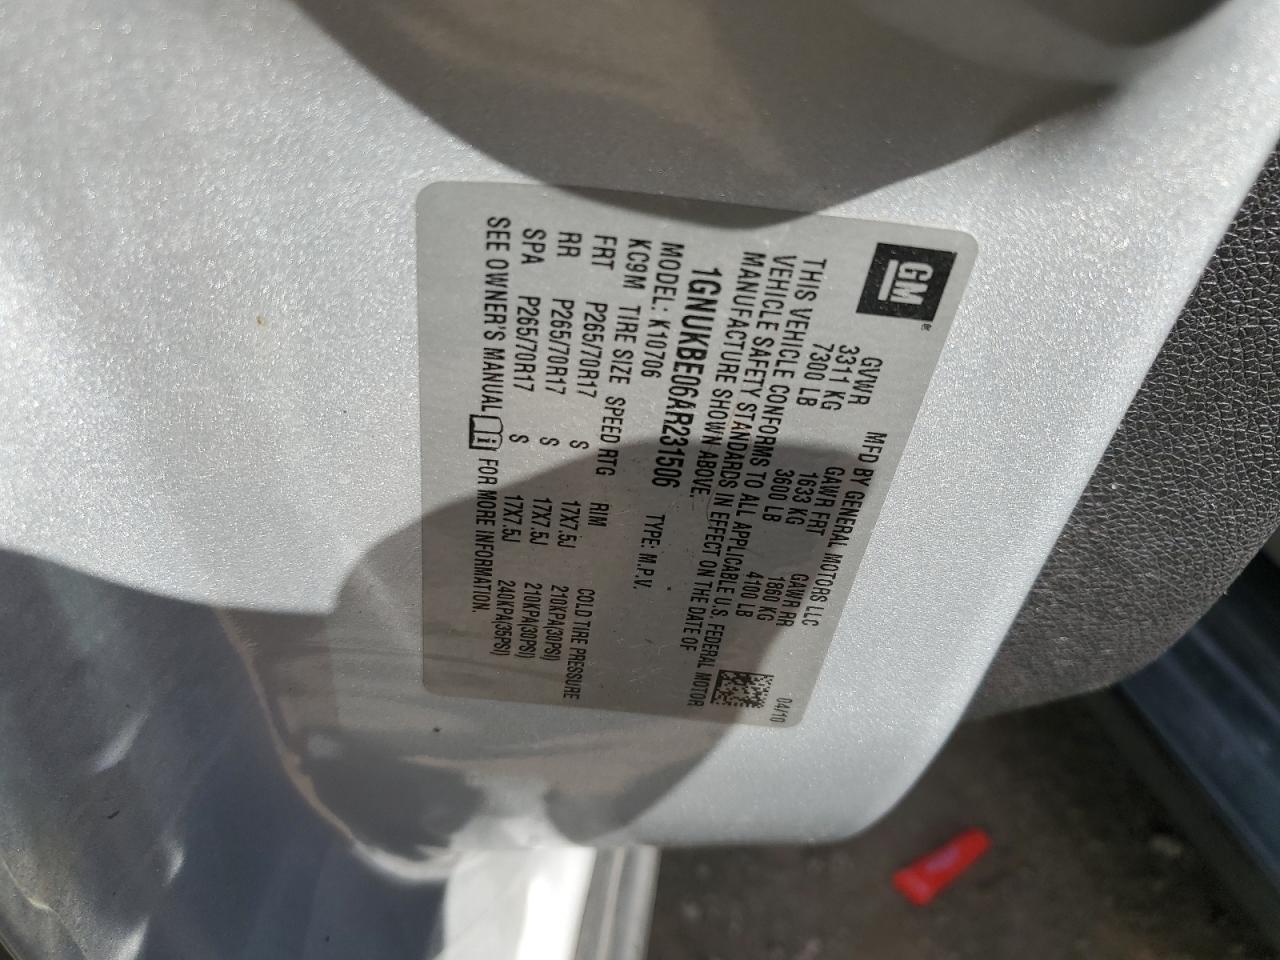 GM
MFD BY GENERAL MOTORS LLC 04/10
GVWR GAWR FRT GAWR RR
3311 KG 1633 KG 1860 KG
7300 LB 3600 LB 4100 LB
THIS VEHICLE CONFORMS TO ALL APPLICABLE U.S. FEDERAL MOTOR
VEHICLE SAFETY STANDARDS IN EFFECT ON THE DATE OF
MANUFACTURE SHOWN ABOVE.
1GNUKBE06AR231506 TYPE: M.P.V.
MODEL: K10706
KC9M TIRE SIZE SPEED RTG RIM COLD TIRE PRESSURE
FRT P265/70R17 S 17X7.5J 210KPA(30PSI)
RR P265/70R17 S 17X7.5J 210KPA(30PSI)
SPA P265/70R17 S 17X7.5J 240KPA(35PSI)
SEE OWNER'S MANUAL FOR MORE INFORMATION.